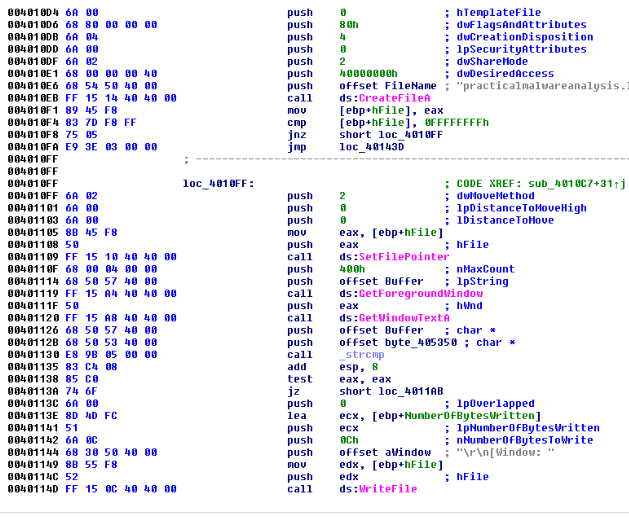 004010D4 6A 00 push 0 ; hTemplateFile
004010D6 68 80 00 00 00 push 80h ; dwFlagsAndAttributes
004010DB 6A 04 push 4 ; dwCreationDisposition
004010DD 6A 00 push 0 ; lpSecurityAttributes
004010DF 6A 02 push 2 ; dwShareMode
004010E1 68 00 00 00 40 push 40000000h ; dwDesiredAccess
004010E6 68 54 50 40 00 push offset FileName ; "practicalmalwareanalysis.l
004010EB FF 15 14 40 40 00 call ds:CreateFileA
004010F1 89 45 F8 mov [ebp+hFile], eax
004010F4 83 7D F8 FF cmp [ebp+hFile], 0FFFFFFFFh
004010F8 75 05 jnz short loc_4010FF
004010FA E9 3E 03 00 00 jmp loc_40143D
004010FF ; ---------------------------------------------------------------------------
004010FF
004010FF loc_4010FF: ; CODE XREF: sub_4010C7+31↑j
004010FF 6A 02 push 2 ; dwMoveMethod
00401101 6A 00 push 0 ; lpDistanceToMoveHigh
00401103 6A 00 push 0 ; lDistanceToMove
00401105 8B 45 F8 mov eax, [ebp+hFile]
00401108 50 push eax ; hFile
00401109 FF 15 10 40 40 00 call ds:SetFilePointer
0040110F 68 00 04 00 00 push 400h ; nMaxCount
00401114 68 50 57 40 00 push offset Buffer ; lpString
00401119 FF 15 A4 40 40 00 call ds:GetForegroundWindow
0040111F 50 push eax ; hWnd
00401120 FF 15 A8 40 40 00 call ds:GetWindowTextA
00401126 68 50 57 40 00 push offset Buffer ; char *
0040112B 68 50 53 40 00 push offset byte_405350 ; char *
00401130 E8 9B 05 00 00 call _strcmp
00401135 83 C4 08 add esp, 8
00401138 85 C0 test eax, eax
0040113A 74 6F jz short loc_4011AB
0040113C 6A 00 push 0 ; lpOverlapped
0040113E 8D 4D FC lea ecx, [ebp+NumberOfBytesWritten]
00401141 51 push ecx ; lpNumberOfBytesWritten
00401142 6A 0C push 0Ch ; nNumberOfBytesToWrite
00401144 68 30 50 40 00 push offset aWindow ; "\r\n[Window: "
00401149 8B 55 F8 mov edx, [ebp+hFile]
0040114C 52 push edx ; hFile
0040114D FF 15 0C 40 40 00 call ds:WriteFile